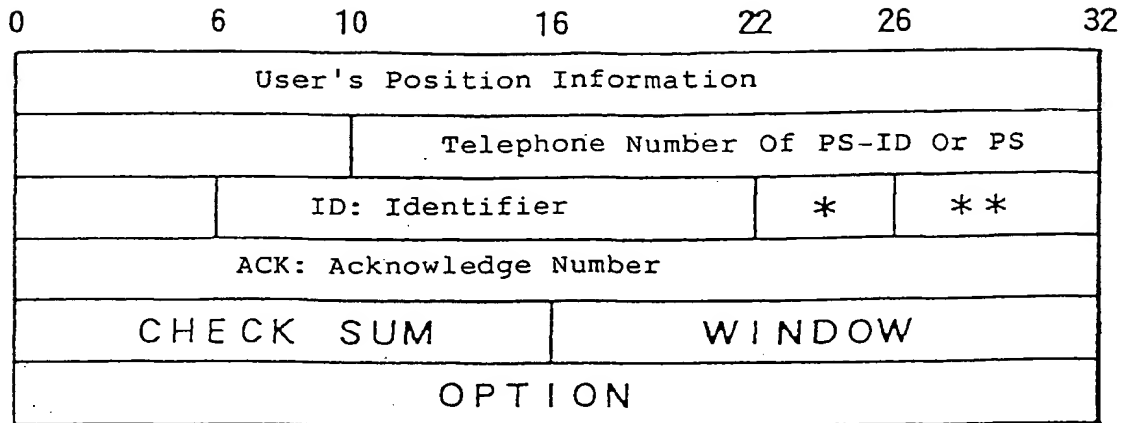 0 6 10 16 22 26 32
User's Position Information
Telephone Number Of PS-ID Or PS
ID: Identifier * **
ACK: Acknowledge Number
CHECK SUM WINDOW
OPTION